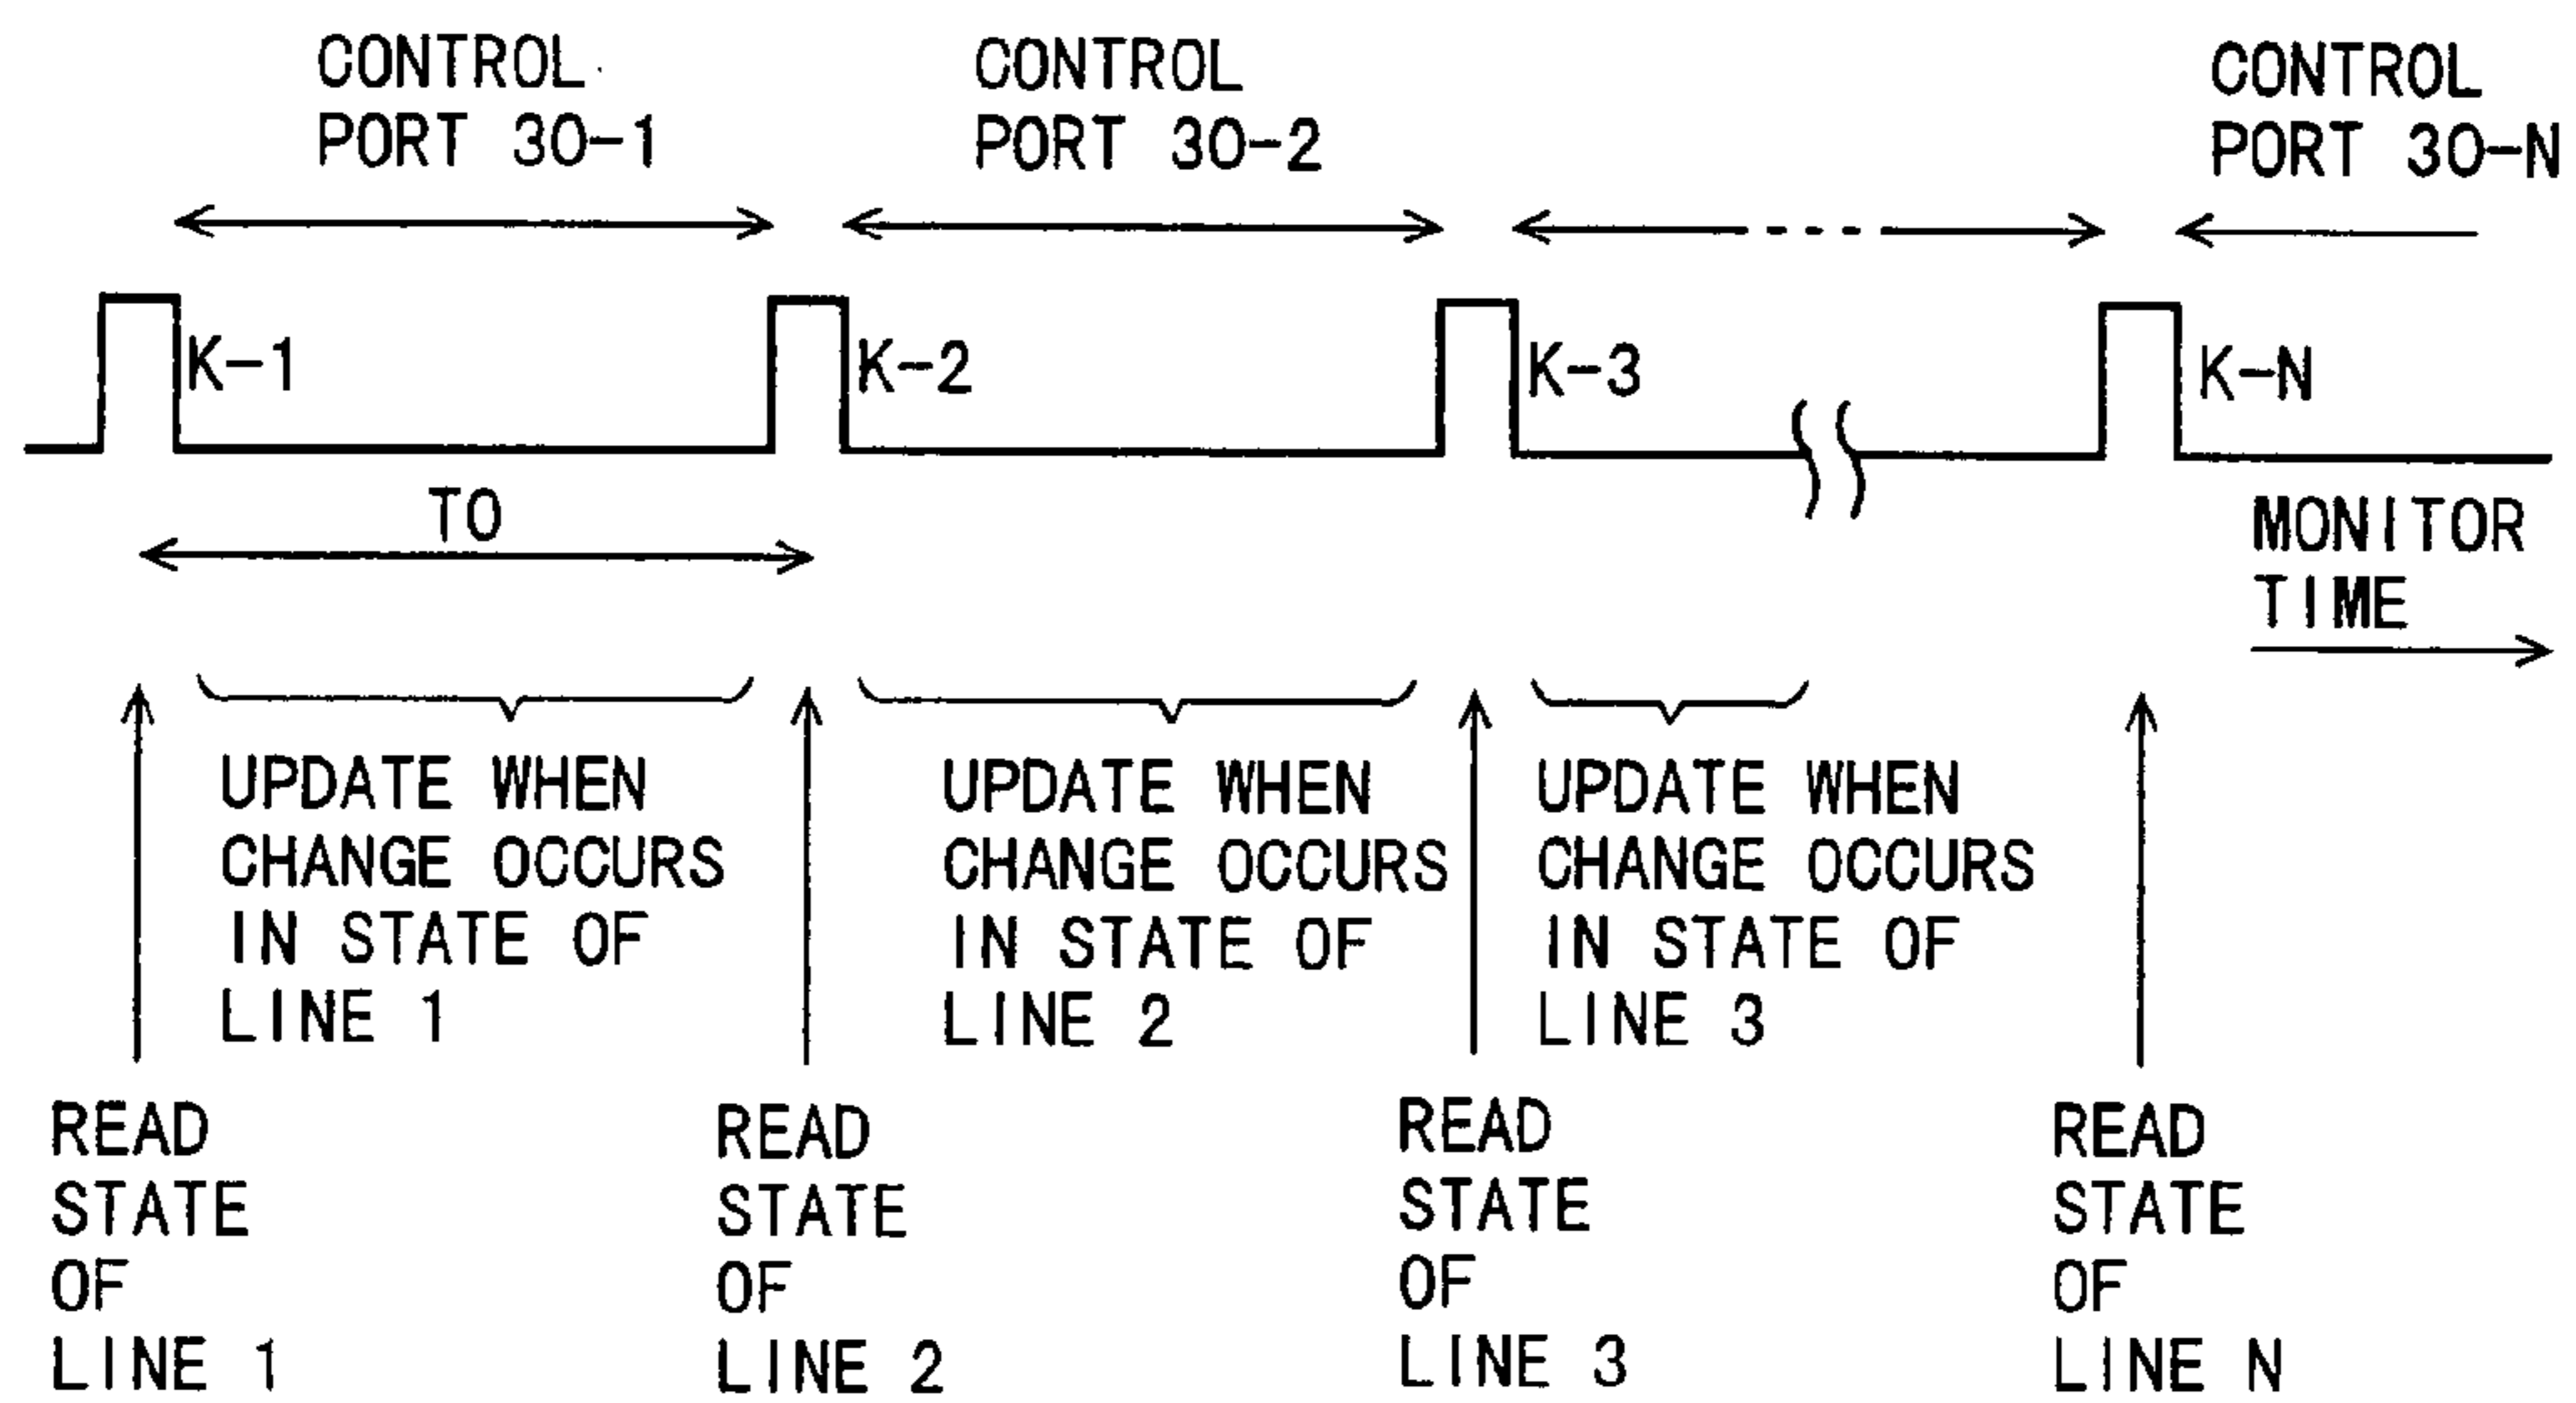 CONTROL
PORT 30-1
CONTROL
PORT 30-2
CONTROL
PORT 30-N
K-1
K-2
K-3
K-N
T0
MONITOR
TIME
UPDATE WHEN
CHANGE OCCURS
IN STATE OF
LINE 1
UPDATE WHEN
CHANGE OCCURS
IN STATE OF
LINE 2
UPDATE WHEN
CHANGE OCCURS
IN STATE OF
LINE 3
READ
STATE
OF
LINE 1
READ
STATE
OF
LINE 2
READ
STATE
OF
LINE 3
READ
STATE
OF
LINE N